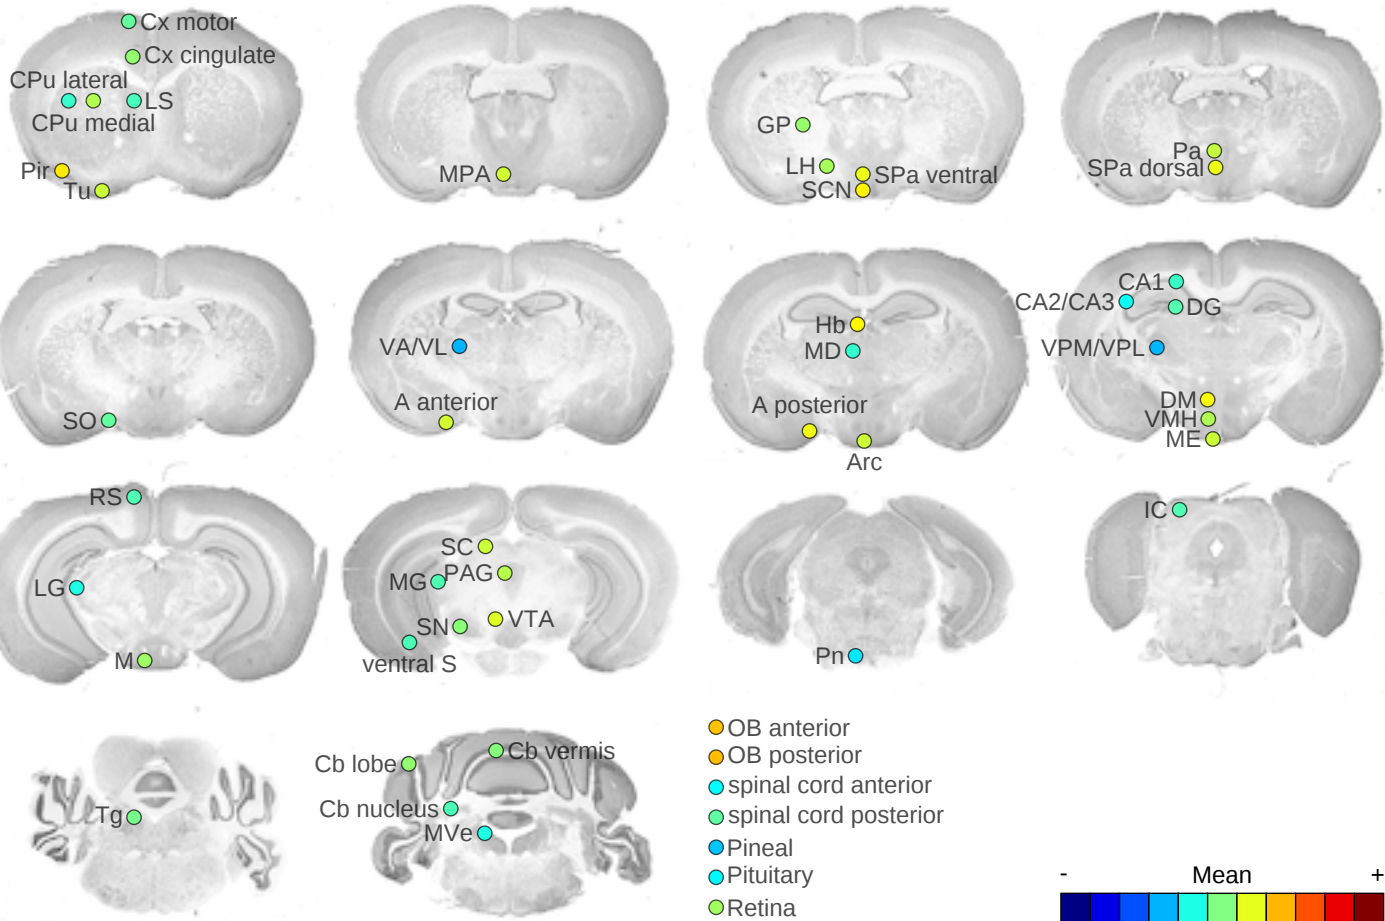 Cx motor
Cx cingulate
CPu lateral
LS
CPu medial
Pir
Tu
MPA
GP
LH
SPa ventral
SCN
Pa
SPa dorsal
SO
VA/VL
A anterior
Hb
MD
A posterior
Arc
CA1
CA2/CA3
DG
VPM/VPL
DM
VMH
ME
RS
LG
M
SC
MG
PAG
SN
VTA
ventral S
Pn
IC
Tg
Cb lobe
Cb vermis
Cb nucleus
MVe
OB anterior
OB posterior
spinal cord anterior
spinal cord posterior
Pineal
Pituitary
Retina
- Mean +